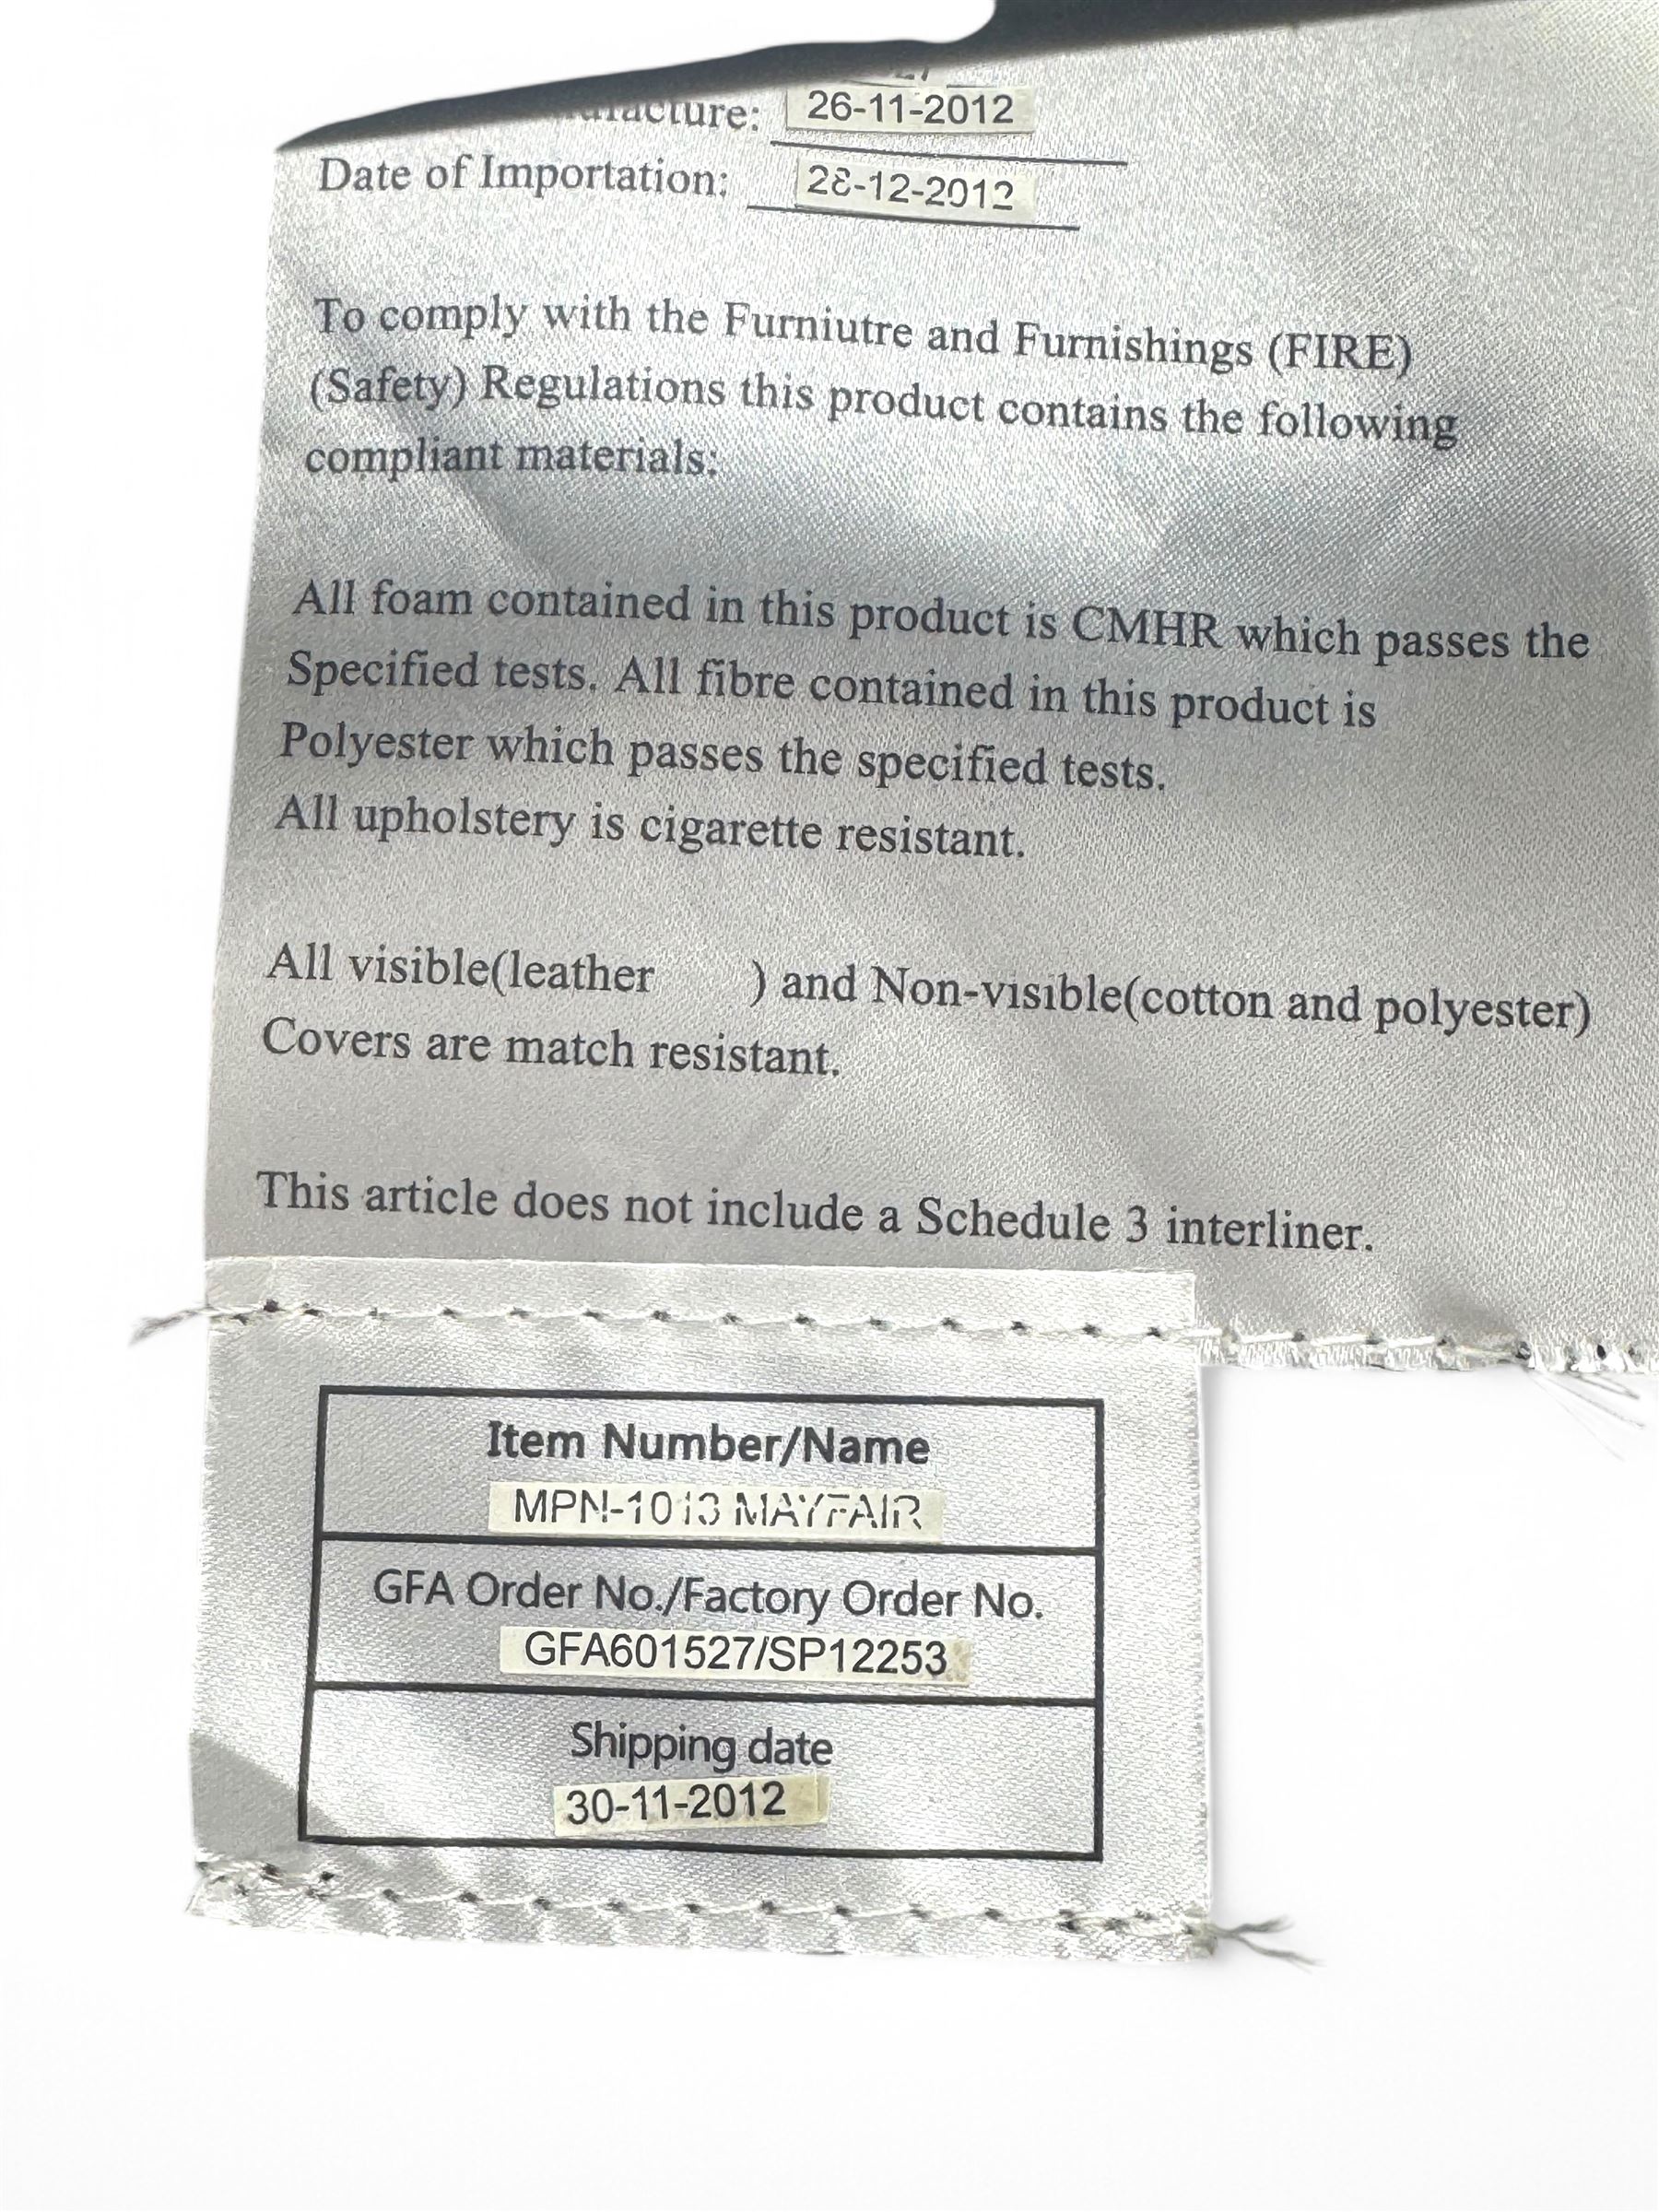 26-11-2012
Date of Importation: 28-12-2012
To comply with the Furniutre and Furnishings (FIRE)
(Safety) Regulations this product contains the following
compliant materials:
All foam contained in this product is CMHR which passes the
Specified tests. All fibre contained in this product is
Polyester which passes the specified tests.
All upholstery is cigarette resistant.
All visible(leather ) and Non-visible(cotton and polyester)
Covers are match resistant.
This article does not include a Schedule 3 interliner.
Item Number/Name
MPN-1013 MAYFAIR
GFA Order No./Factory Order No.
GFA601527/SP12253
Shipping date
30-11-2012